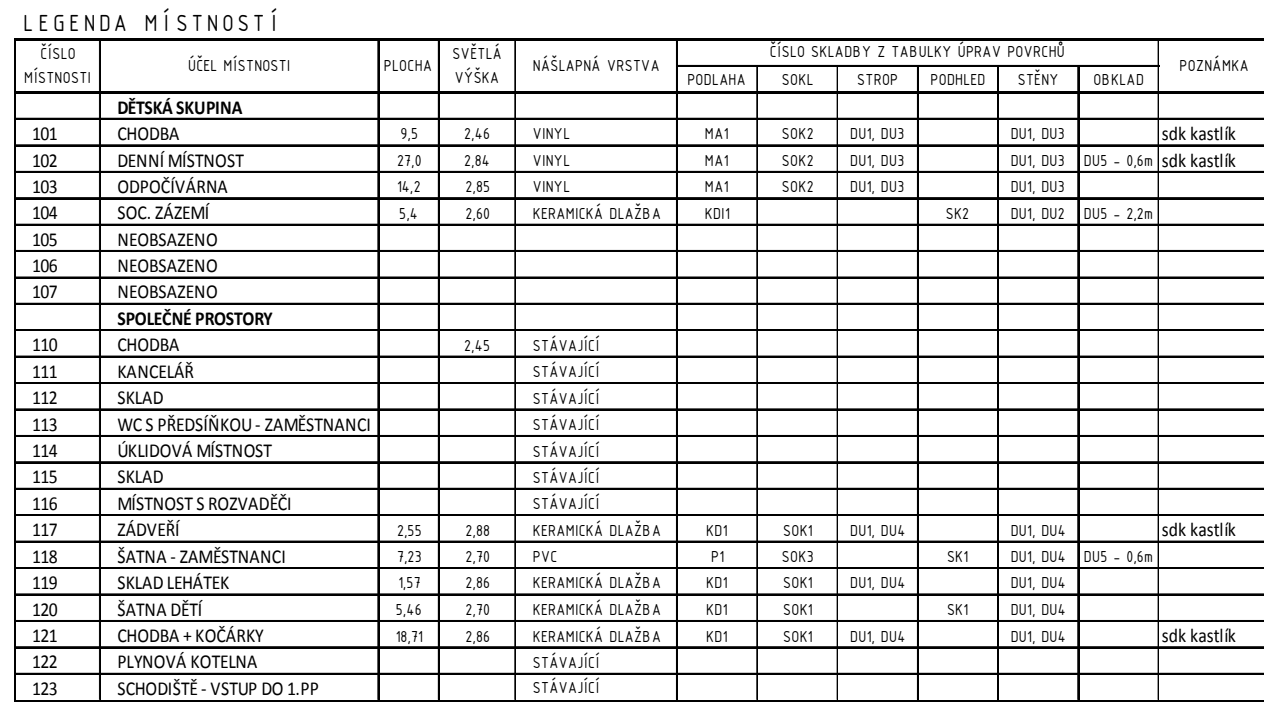 LEGENDA MÍSTNOSTÍ
ČÍSLO MÍSTNOSTI ÚČEL MÍSTNOSTI PLOCHA SVĚTLÁ VÝŠKA NÁŠLAPNÁ VRSTVA ČÍSLO SKLADBY Z TABULKY ÚPRAV POVRCHŮ POZNÁMKA
PODLAHA SOKL STROP PODHLED STĚNY OBKLAD
DĚTSKÁ SKUPINA
101 CHODBA 9,5 2,46 VINYL MA1 SOK2 DU1, DU3 DU1, DU3 sdk kastlík
102 DENNÍ MÍSTNOST 27,0 2,84 VINYL MA1 SOK2 DU1, DU3 DU1, DU3 DU5 - 0,6m sdk kastlík
103 ODPOČÍVÁRNA 14,2 2,85 VINYL MA1 SOK2 DU1, DU3 DU1, DU3
104 SOC. ZÁZEMÍ 5,4 2,60 KERAMICKÁ DLAŽBA KDI1 SK2 DU1, DU2 DU5 - 2,2m
105 NEOBSAZENO
106 NEOBSAZENO
107 NEOBSAZENO
SPOLEČNÉ PROSTORY
110 CHODBA 2,45 STÁVAJÍCÍ
111 KANCELÁŘ STÁVAJÍCÍ
112 SKLAD STÁVAJÍCÍ
113 WC S PŘEDSÍŇKOU - ZAMĚSTNANCI STÁVAJÍCÍ
114 ÚKLIDOVÁ MÍSTNOST STÁVAJÍCÍ
115 SKLAD STÁVAJÍCÍ
116 MÍSTNOST S ROZVADĚČI STÁVAJÍCÍ
117 ZÁDVEŘÍ 2,55 2,88 KERAMICKÁ DLAŽBA KD1 SOK1 DU1, DU4 DU1, DU4 sdk kastlík
118 ŠATNA - ZAMĚSTNANCI 7,23 2,70 PVC P1 SOK3 SK1 DU1, DU4 DU5 - 0,6m
119 SKLAD LEHÁTEK 1,57 2,86 KERAMICKÁ DLAŽBA KD1 SOK1 DU1, DU4 DU1, DU4
120 ŠATNA DĚTÍ 5,46 2,70 KERAMICKÁ DLAŽBA KD1 SOK1 SK1 DU1, DU4
121 CHODBA + KOČÁRKY 18,71 2,86 KERAMICKÁ DLAŽBA KD1 SOK1 DU1, DU4 DU1, DU4 sdk kastlík
122 PLYNOVÁ KOTELNA STÁVAJÍCÍ
123 SCHODIŠTĚ - VSTUP DO 1.PP STÁVAJÍCÍ